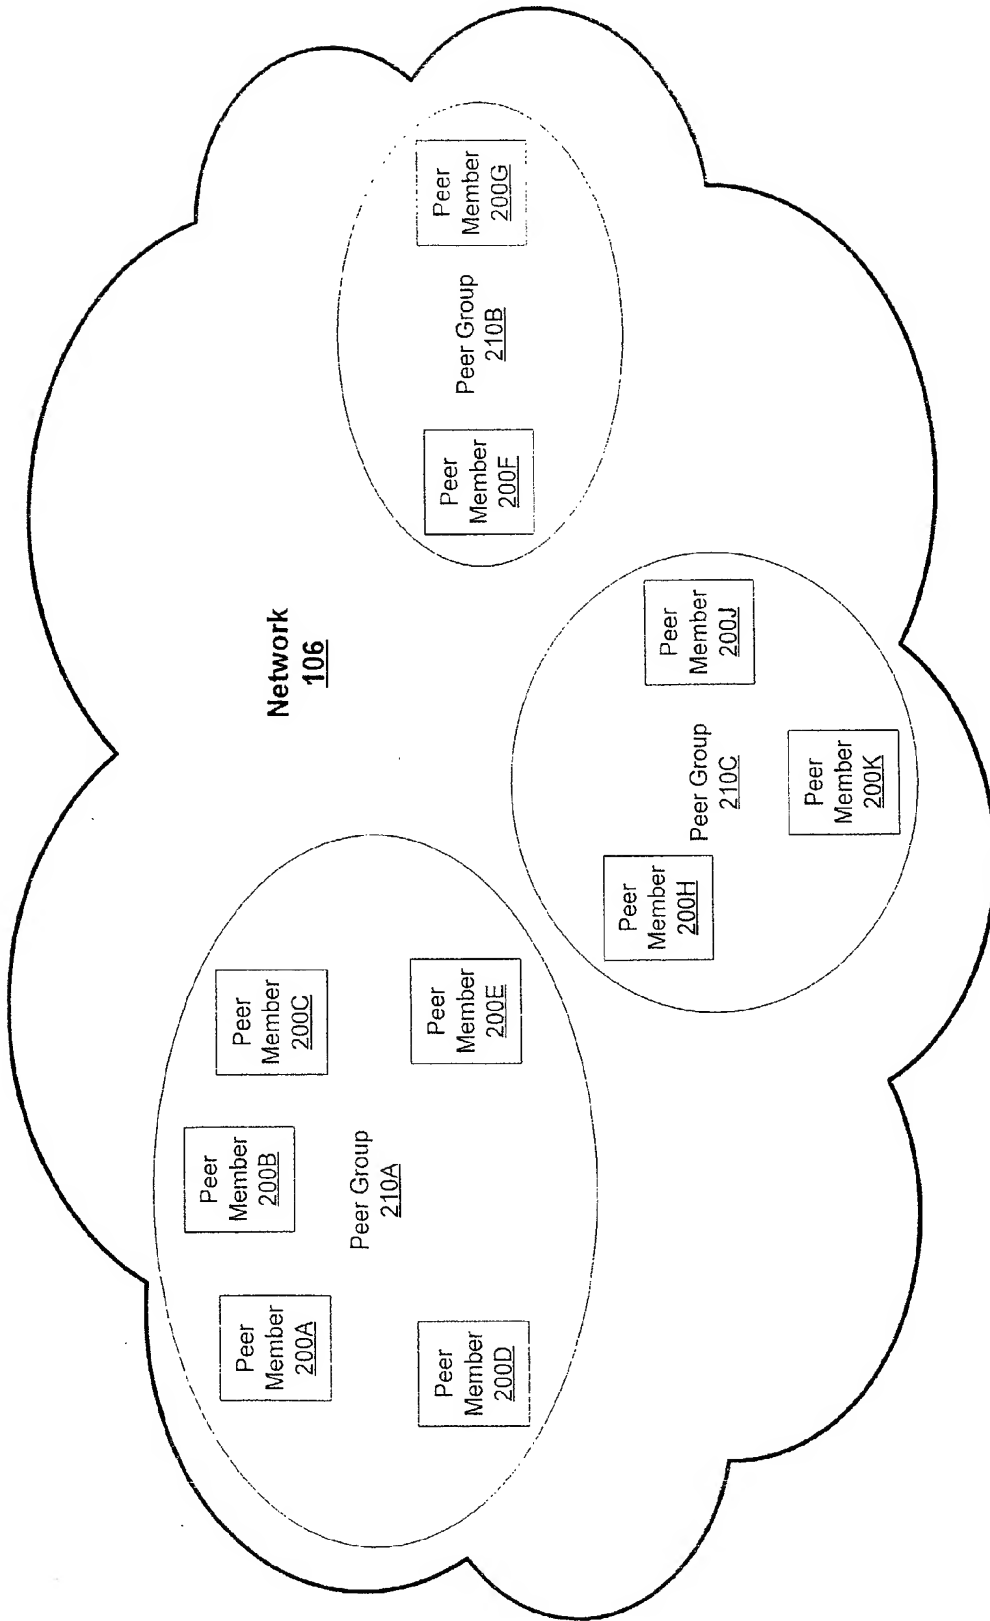 Network
106
Peer
Member
200A
Peer
Member
200B
Peer
Member
200C
Peer Group
210A
Peer
Member
200D
Peer
Member
200E
Peer
Member
200F
Peer Group
210B
Peer
Member
200G
Peer
Member
200H
Peer Group
210C
Peer
Member
200J
Peer
Member
200K